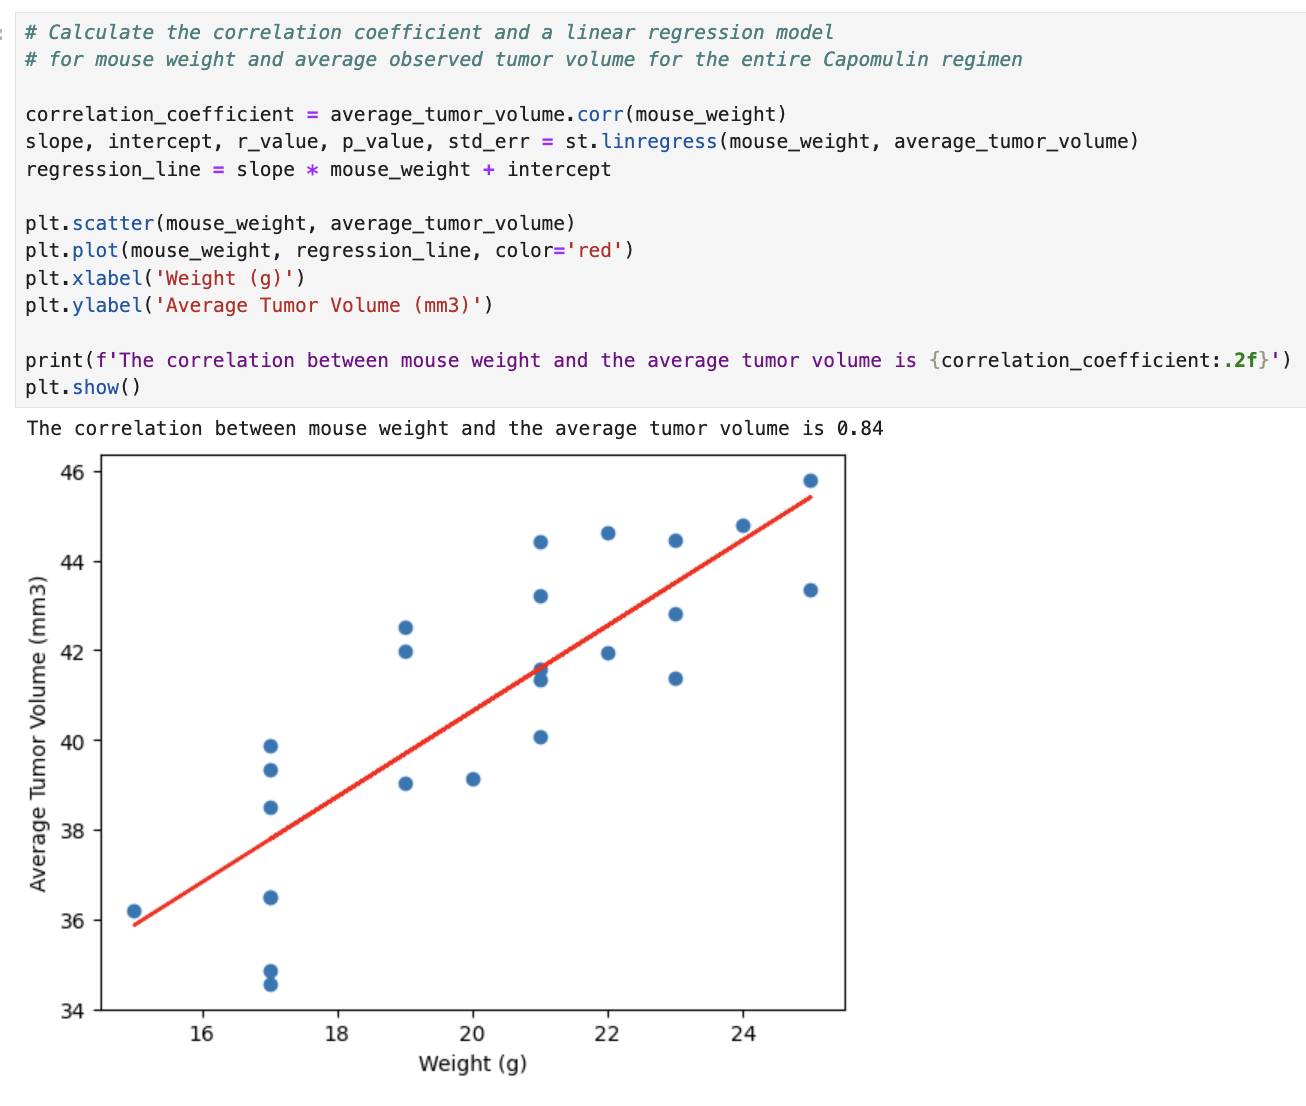 # Calculate the correlation coefficient and a linear regression model
# for mouse weight and average observed tumor volume for the entire Capomulin regimen
correlation_coefficient = average_tumor_volume.corr(mouse_weight)
slope, intercept, r_value, p_value, std_err = st.linregress(mouse_weight, average_tumor_volume)
regression_line = slope * mouse_weight + intercept
plt.scatter(mouse_weight, average_tumor_volume)
plt.plot(mouse_weight, regression_line, color='red')
plt.xlabel('Weight (g)')
plt.ylabel('Average Tumor Volume (mm3)')
print(f'The correlation between mouse weight and the average tumor volume is {correlation_coefficient:.2f}')
plt.show()
The correlation between mouse weight and the average tumor volume is 0.84
46
44
42
40
38
36
34
Average Tumor Volume (mm3)
16 18 20 22 24
Weight (g)